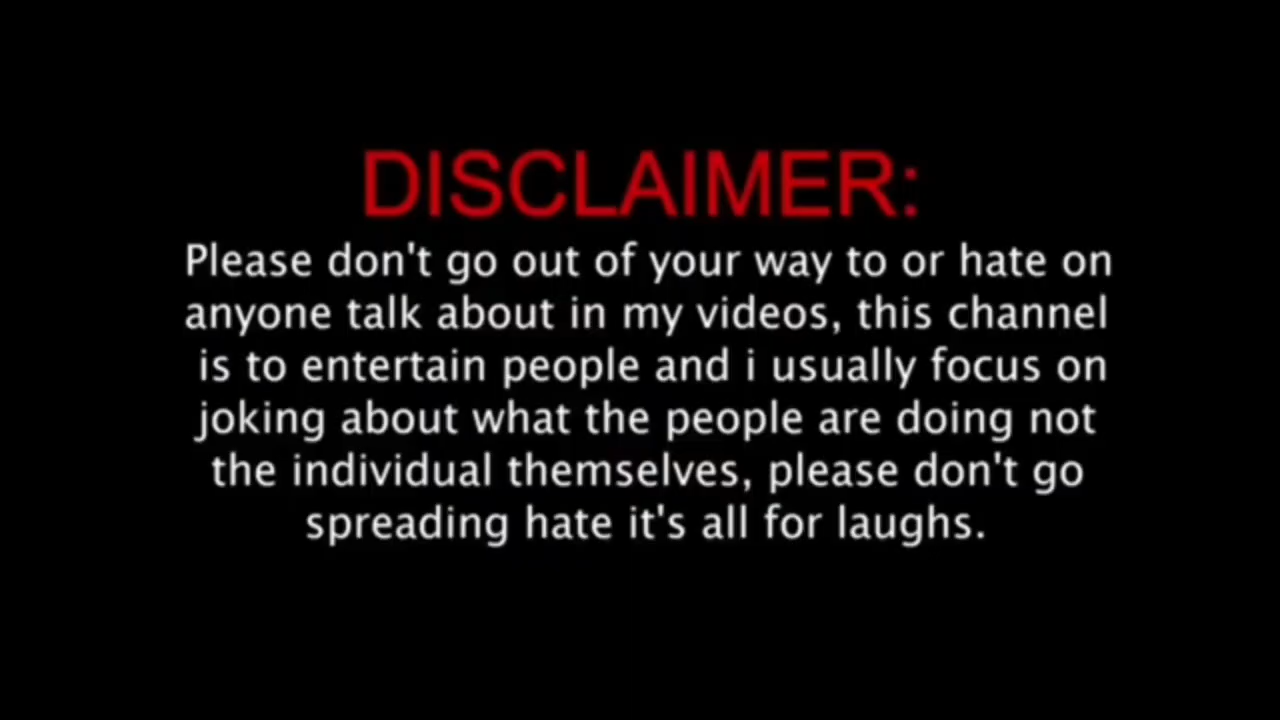 DISCLAIMER:
Please don't go out of your way to or hate on
anyone talk about in my videos, this channel
is to entertain people and i usually focus on
joking about what the people are doing not
the individual themselves, please don't go
spreading hate it's all for laughs.